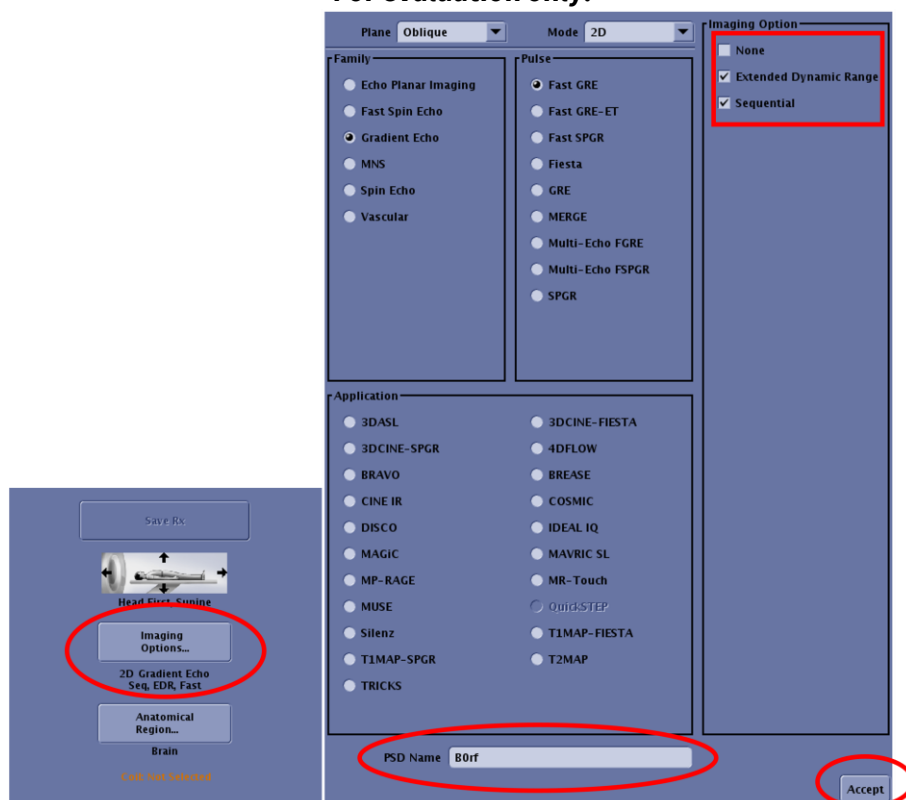 For evaluation only.
Plane Oblique Mode 2D
Imaging Option
None
Extended Dynamic Range
Sequential
Family
Echo Planar Imaging
Fast Spin Echo
Gradient Echo
MNS
Spin Echo
Vascular
Pulse
Fast GRE
Fast GRE-ET
Fast SPGR
Fiesta
GRE
MERGE
Multi-Echo FGRE
Multi-Echo FSPGR
SPGR
Application
3DASL
3DCINE-FIESTA
3DCINE-SPGR
4DFLOW
BRAVO
BREASE
CINE IR
COSMIC
DISCO
IDEAL IQ
MAGiC
MAVRIC SL
MP-RAGE
MR-Touch
MUSE
QuickSTEP
Silenz
T1MAP-FIESTA
T1MAP-SPGR
T2MAP
TRICKS
PSD Name B0rf
Accept
Save Rx
Head First, Supine
Imaging
Options...
2D Gradient Echo
Seq, EDR, Fast
Anatomical
Region...
Brain
Coil Not Selected